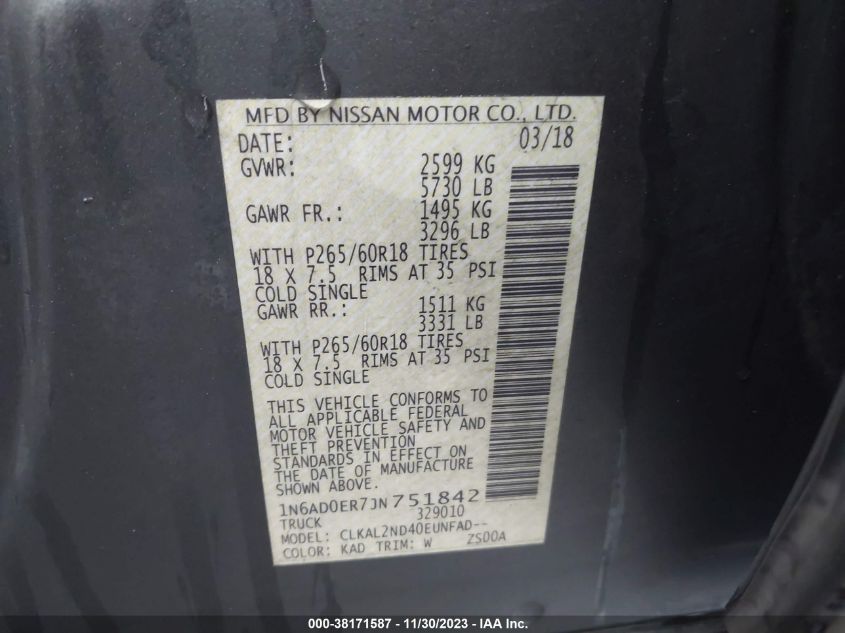 MFD BY NISSAN MOTOR CO., LTD.
DATE: 03/18
GVWR: 2599 KG
5730 LB
GAWR FR.: 1495 KG
3296 LB
WITH P265/60R18 TIRES
18 X 7.5 RIMS AT 35 PSI
COLD SINGLE
GAWR RR.: 1511 KG
3331 LB
WITH P265/60R18 TIRES
18 X 7.5 RIMS AT 35 PSI
COLD SINGLE
THIS VEHICLE CONFORMS TO
ALL APPLICABLE FEDERAL
MOTOR VEHICLE SAFETY AND
THEFT PREVENTION
STANDARDS IN EFFECT ON
THE DATE OF MANUFACTURE
SHOWN ABOVE.
1N6AD0ER7JN751842
TRUCK 329010
MODEL: CLKAL2ND40EUNFAD--
COLOR: KAD TRIM: W ZS00A
000-38171587 - 11/30/2023 - IAA Inc.